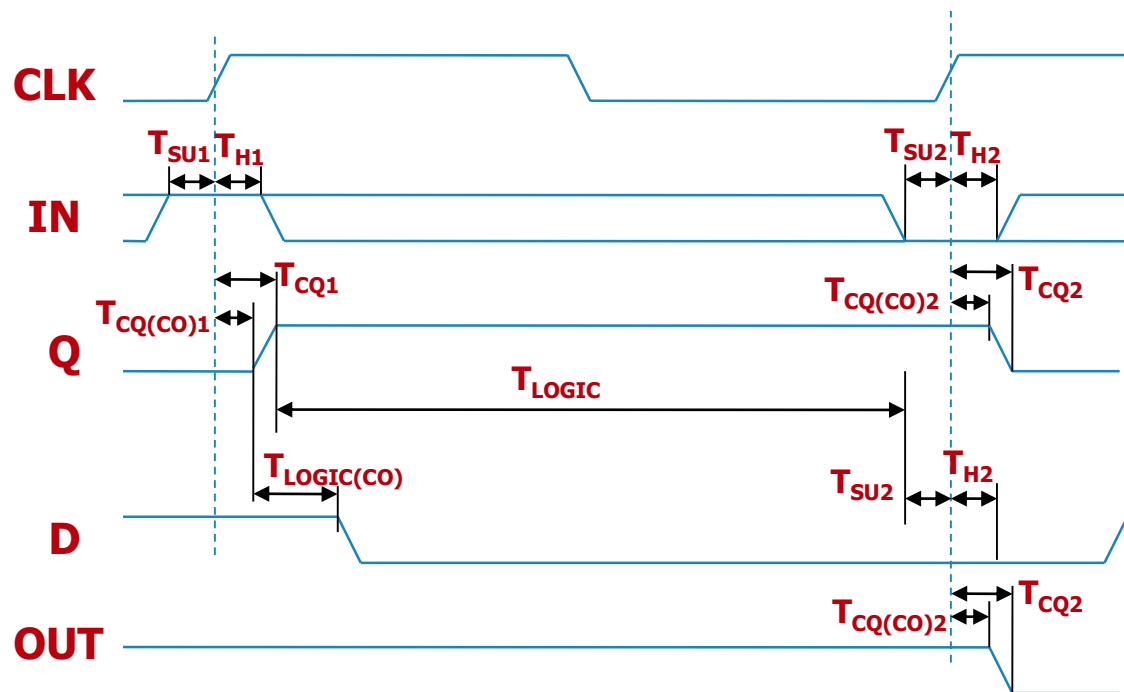 CLK
TSU1 TH1 TSU2 TH2
IN
TCQ1 TCQ(CO)2 TCQ2
TCQ(CO)1
Q
TLOGIC
TLOGIC(CO) TSU2 TH2
D
TCQ2
TCQ(CO)2
OUT